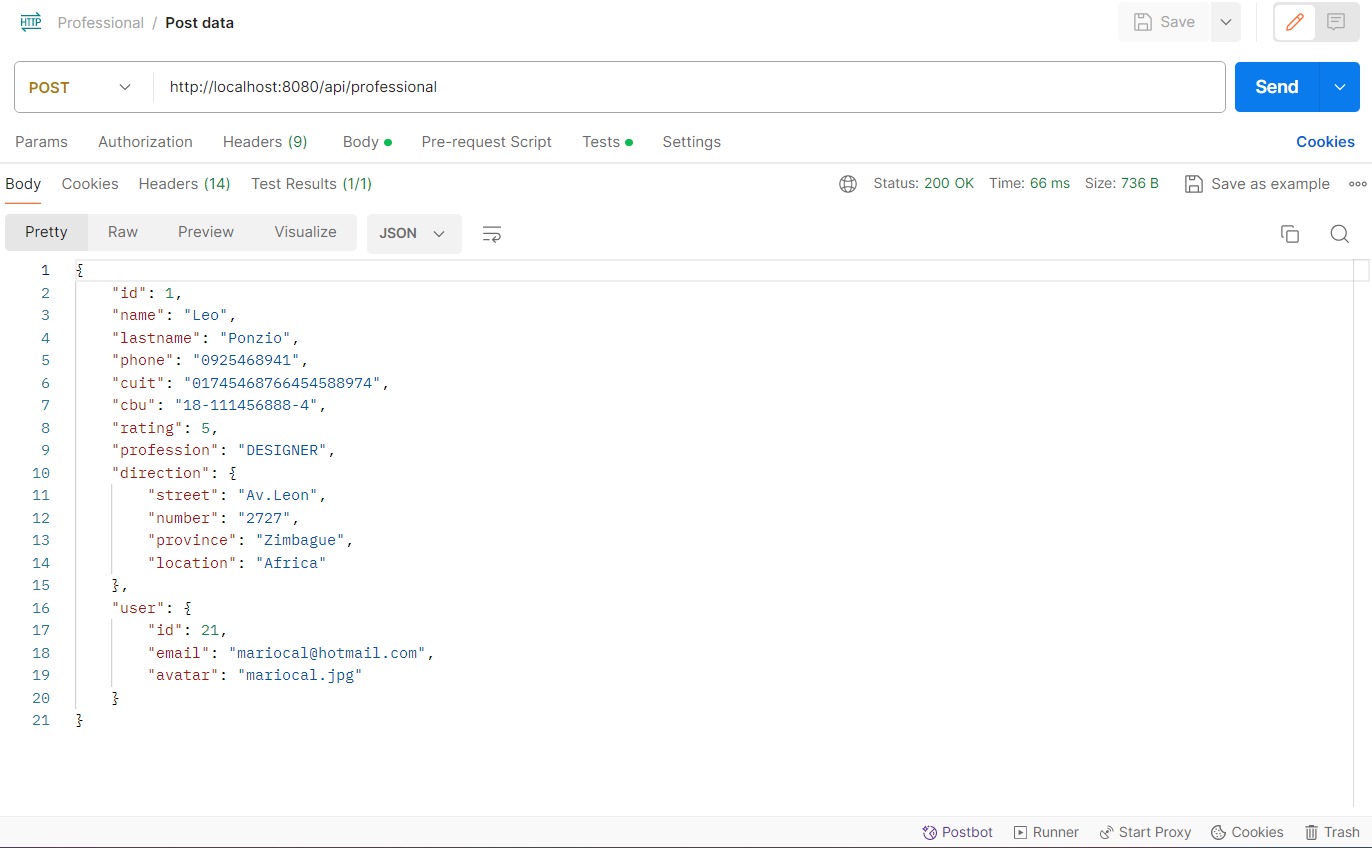 HTTP Professional / Post data Save
POST http://localhost:8080/api/professional Send
Params Authorization Headers (9) Body Pre-request Script Tests Settings Cookies
Body Cookies Headers (14) Test Results (1/1) Status: 200 OK Time: 66 ms Size: 736 B Save as example
Pretty Raw Preview Visualize JSON
1 {
2 "id": 1,
3 "name": "Leo",
4 "lastname": "Ponzio",
5 "phone": "0925468941",
6 "cuit": "01745468766454588974",
7 "cbu": "18-111456888-4",
8 "rating": 5,
9 "profession": "DESIGNER",
10 "direction": {
11 "street": "Av.Leon",
12 "number": "2727",
13 "province": "Zimbague",
14 "location": "Africa"
15 },
16 "user": {
17 "id": 21,
18 "email": "mariocal@hotmail.com",
19 "avatar": "mariocal.jpg"
20 }
21 }
Postbot Runner Start Proxy Cookies Trash